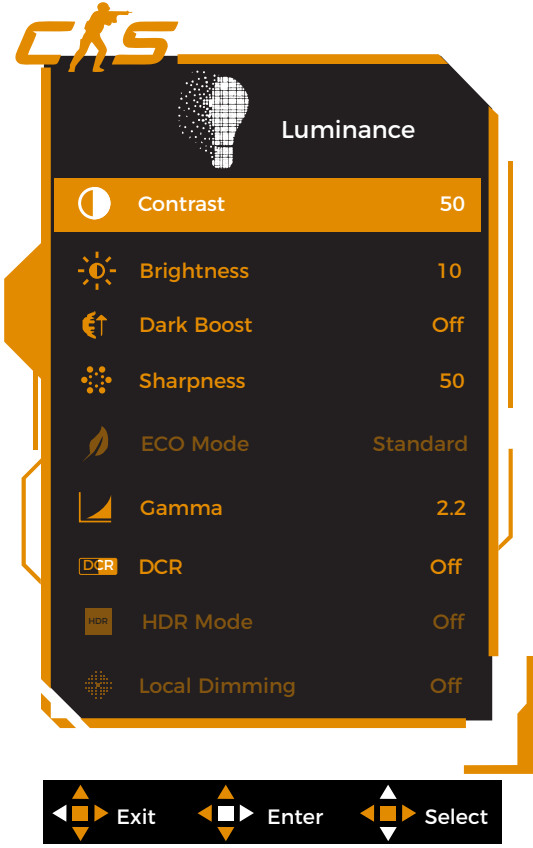 CS
Luminance
Contrast 50
Brightness 10
Dark Boost Off
Sharpness 50
ECO Mode Standard
Gamma 2.2
DCR DCR Off
HDR HDR Mode Off
Local Dimming Off
Exit Enter Select